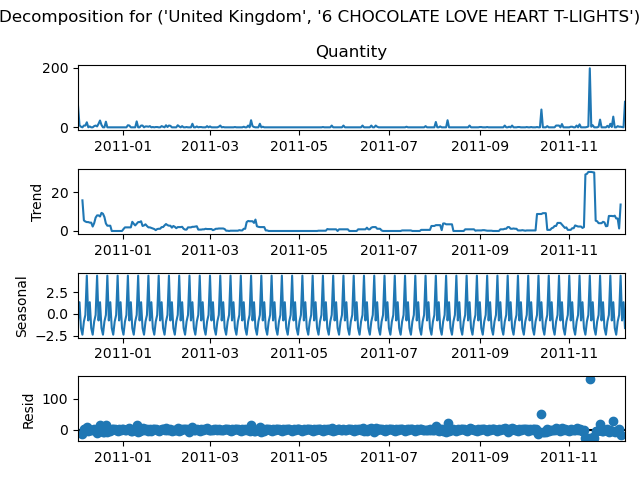 Decomposition for ('United Kingdom', '6 CHOCOLATE LOVE HEART T-LIGHTS')
Quantity
200
0
2011-01 2011-03 2011-05 2011-07 2011-09 2011-11
Trend
20
0
2011-01 2011-03 2011-05 2011-07 2011-09 2011-11
Seasonal
2.5
0.0
−2.5
2011-01 2011-03 2011-05 2011-07 2011-09 2011-11
Resid
100
0
2011-01 2011-03 2011-05 2011-07 2011-09 2011-11